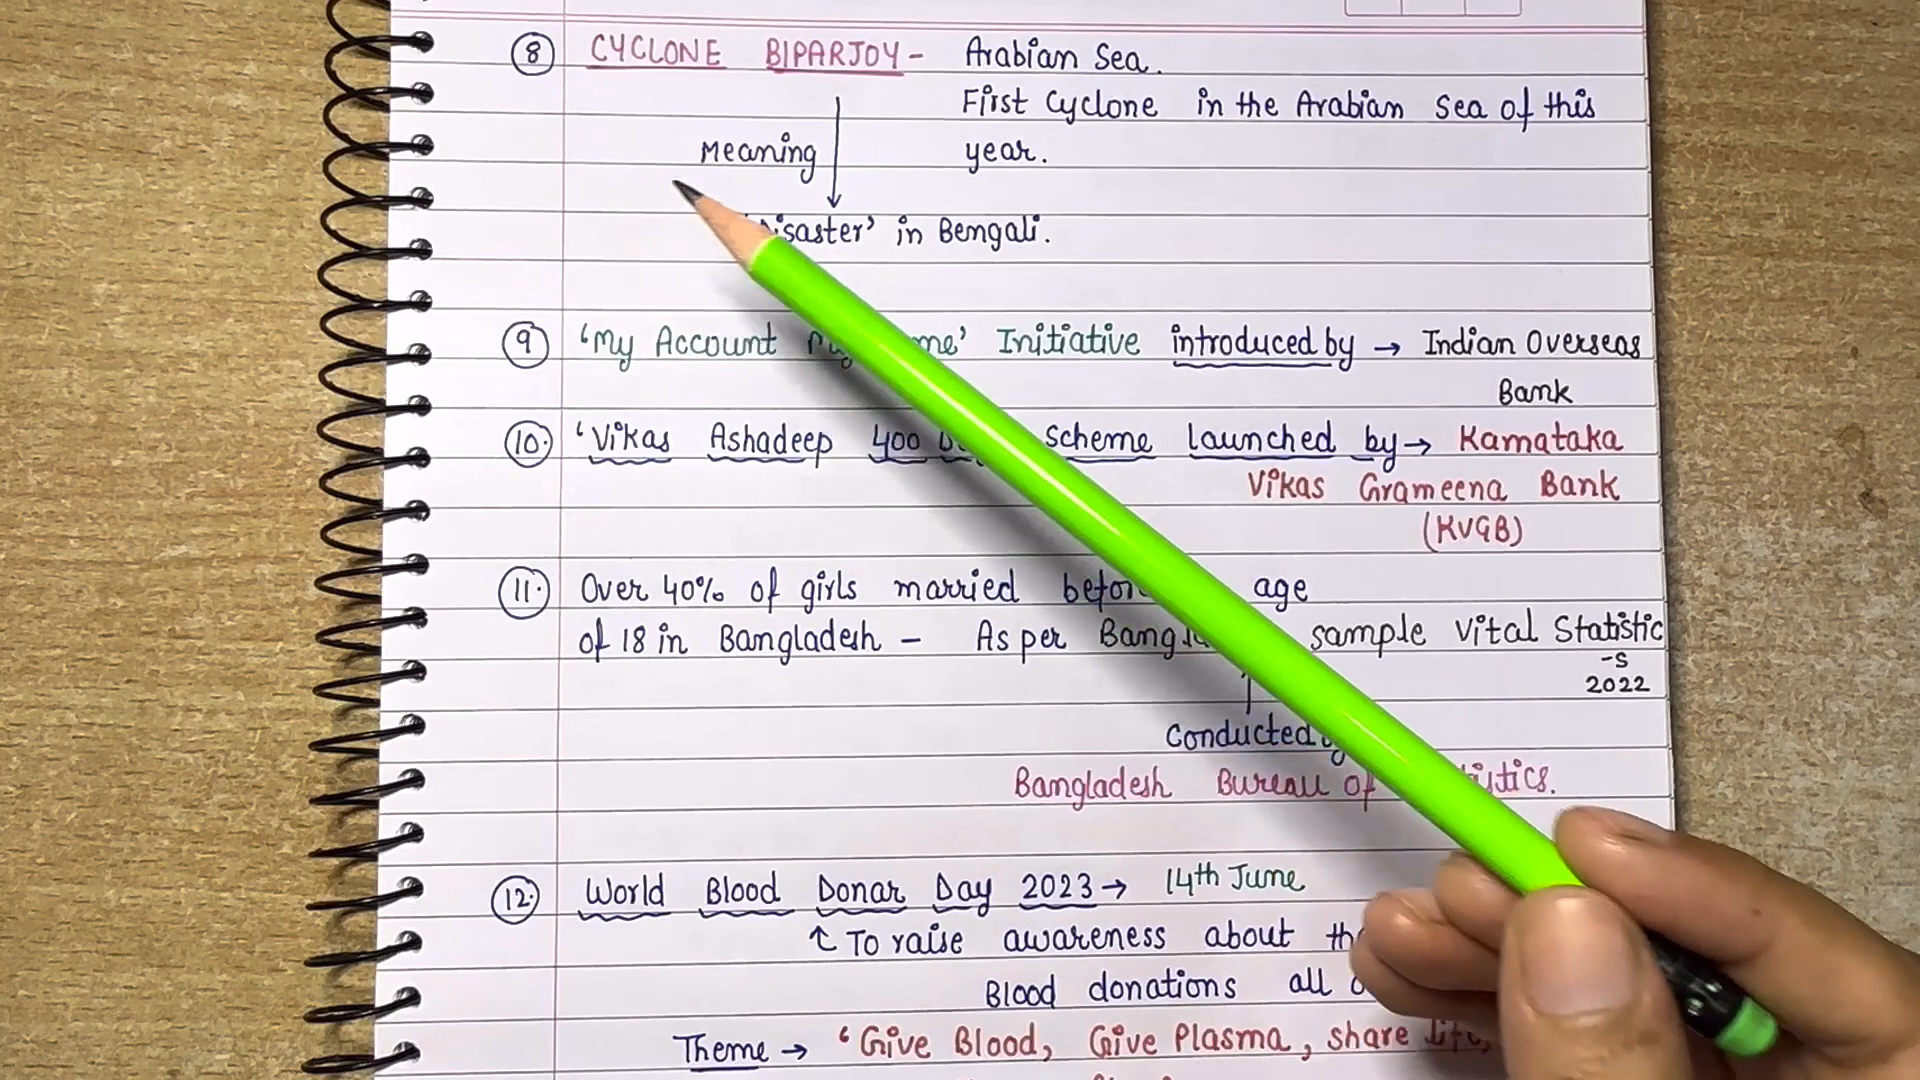 8 CYCLONE BIPARJOY - Arabian Sea.
First Cyclone in the Arabian Sea of this
Meaning year.
in Bengali.
9 'My Account Initiative introduced by → Indian Overseas
Bank
10. 'Vikas Ashadeep 400 scheme launched by → Karnataka
Vikas Grameena Bank
(KVGB)
11. Over 40% of girls married age
of 18 in Bangladesh - As per sample Vital Statistic
-s
2022
Conducted
Bangladesh Bureau of
12. World Blood Donar Day 2023 → 14th June
To raise awareness about
Blood donations all
Theme → 'Give Blood, Give Plasma, share life,